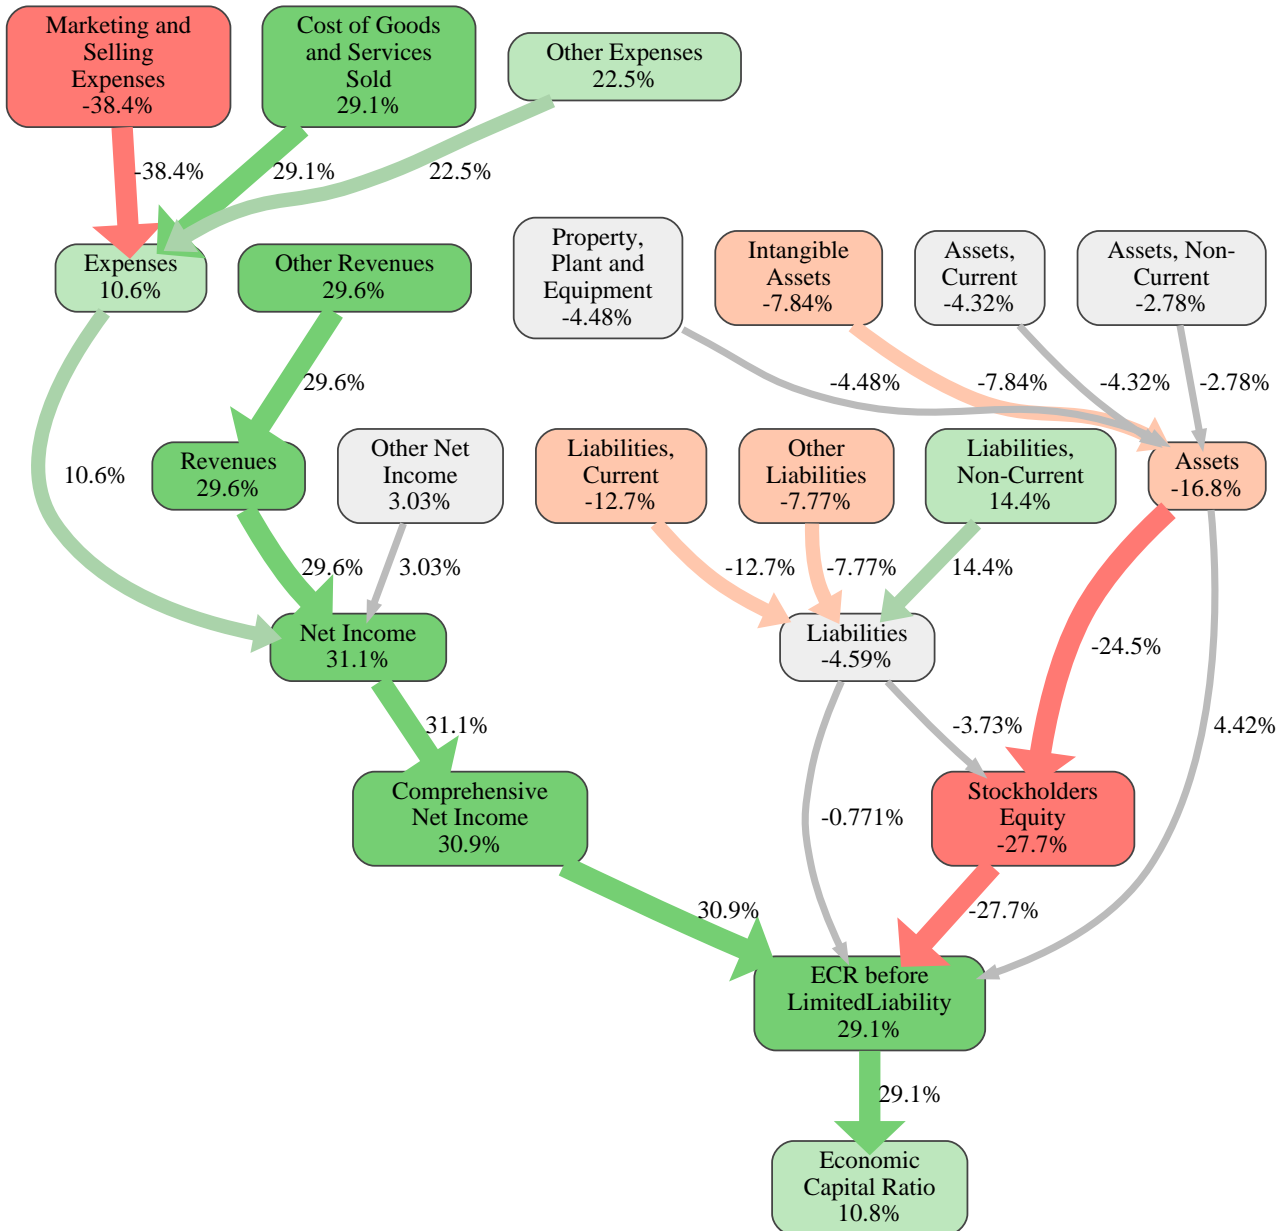 Marketing and
Selling
Expenses
-38.4%
Cost of Goods
and Services
Sold
29.1%
Other Expenses
22.5%
-38.4%
29.1%
22.5%
Expenses
10.6%
Other Revenues
29.6%
Property,
Plant and
Equipment
-4.48%
Intangible
Assets
-7.84%
Assets,
Current
-4.32%
Assets, Non-
Current
-2.78%
29.6%
-4.48%
-7.84%
-4.32%
-2.78%
10.6%
Revenues
29.6%
Other Net
Income
3.03%
Liabilities,
Current
-12.7%
Other
Liabilities
-7.77%
Liabilities,
Non-Current
14.4%
Assets
-16.8%
29.6%
3.03%
-12.7%
-7.77%
14.4%
Net Income
31.1%
Liabilities
-4.59%
-24.5%
31.1%
-3.73%
4.42%
Comprehensive
Net Income
30.9%
-0.771%
Stockholders
Equity
-27.7%
30.9%
-27.7%
ECR before
LimitedLiability
29.1%
29.1%
Economic
Capital Ratio
10.8%